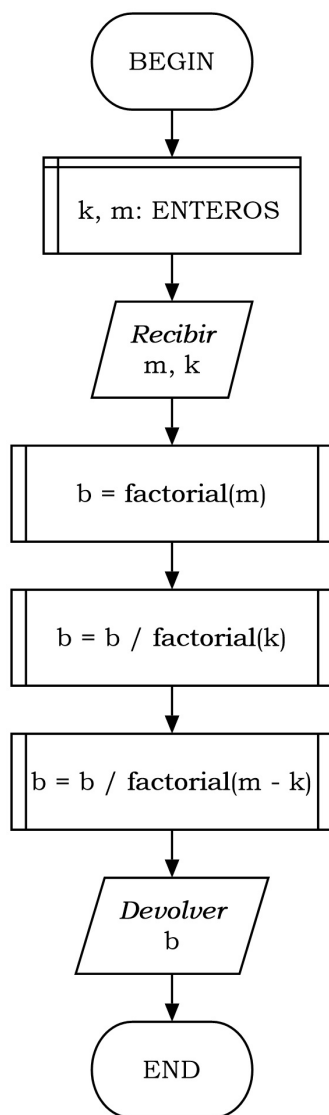 BEGIN
k, m: ENTEROS
Recibir
m, k
b = factorial(m)
b = b / factorial(k)
b = b / factorial(m - k)
Devolver
b
END